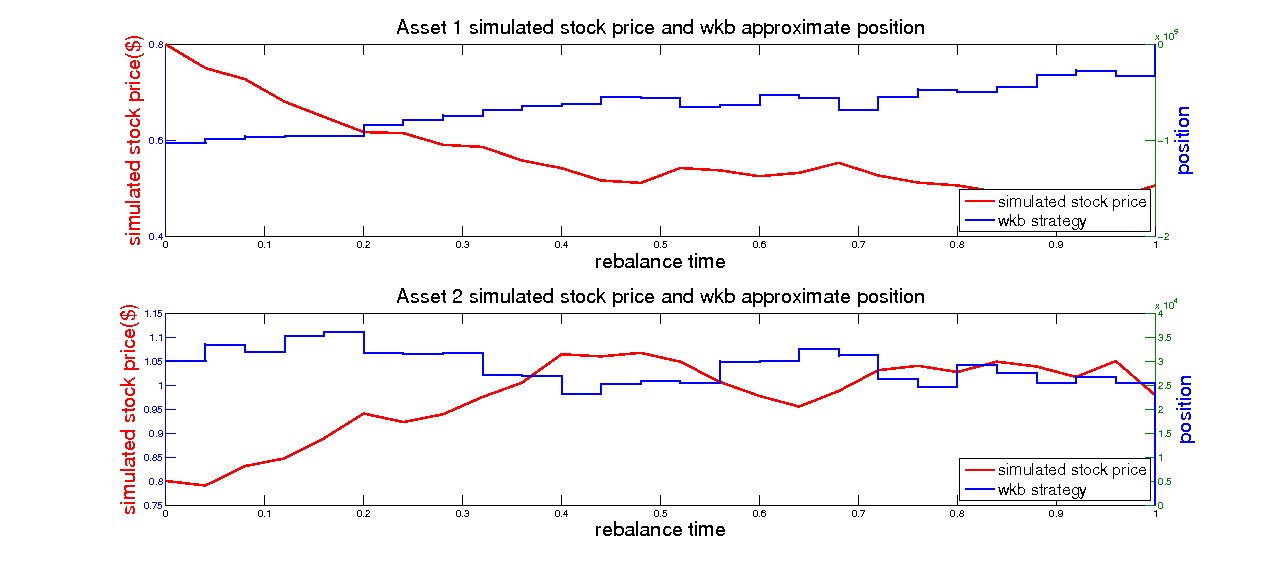 Asset 1 simulated stock price and wkb approximate position
x 10^5
simulated stock price($)
0.8
0.6
0.4
0
-1
-2
position
simulated stock price
wkb strategy
0 0.1 0.2 0.3 0.4 0.5 0.6 0.7 0.8 0.9 1
rebalance time
Asset 2 simulated stock price and wkb approximate position
x 10^4
simulated stock price($)
1.15
1.1
1.05
1
0.95
0.9
0.85
0.8
0.75
4
3.5
3
2.5
2
1.5
1
0.5
0
position
simulated stock price
wkb strategy
0 0.1 0.2 0.3 0.4 0.5 0.6 0.7 0.8 0.9 1
rebalance time